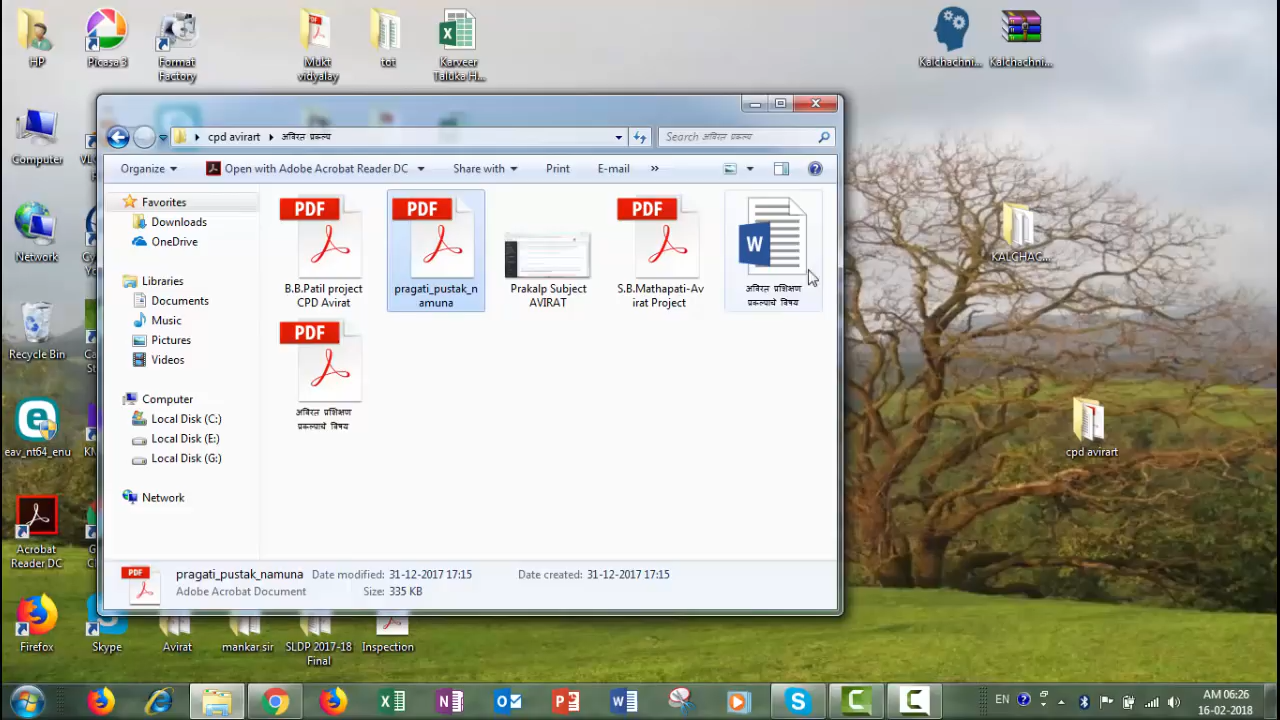 HP
Picasa 3
Format
Factory
Mukt
vidyalay
tot
Karveer
Taluka H...
Kalchachni...
Kalchachni...
Computer
Network
Recycle Bin
eav_nt64_enu
Acrobat
Reader DC
Firefox
Skype
Avirat
mankar sir
SLDP 2017-18
Final
Inspection
KALCHAC...
cpd avirart
cpd avirart
अविरत प्रकल्प
Search अविरत प्रकल्प
Organize
Open with Adobe Acrobat Reader DC
Share with
Print
E-mail
»
Favorites
Downloads
OneDrive
Libraries
Documents
Music
Pictures
Videos
Computer
Local Disk (C:)
Local Disk (E:)
Local Disk (G:)
Network
PDF
B.B.Patil project
CPD Avirat
PDF
pragati_pustak_n
amuna
Prakalp Subject
AVIRAT
PDF
S.B.Mathapati-Av
irat Project
W
अविरत प्रशिक्षण
प्रकल्पाचे विषय
PDF
अविरत प्रशिक्षण
प्रकल्पाचे विषय
PDF
pragati_pustak_namuna
Date modified: 31-12-2017 17:15
Date created: 31-12-2017 17:15
Adobe Acrobat Document
Size: 335 KB
EN
AM 06:26
16-02-2018